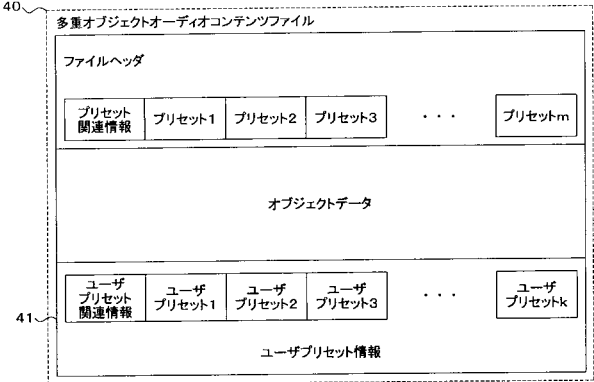 40
多重オブジェクトオーディオコンテンツファイル
ファイルヘッダ
プリセット
関連情報
プリセット1
プリセット2
プリセット3
・・・
プリセットm
オブジェクトデータ
ユーザ
プリセット
関連情報
ユーザ
プリセット1
ユーザ
プリセット2
ユーザ
プリセット3
・・・
ユーザ
プリセットk
41
ユーザプリセット情報